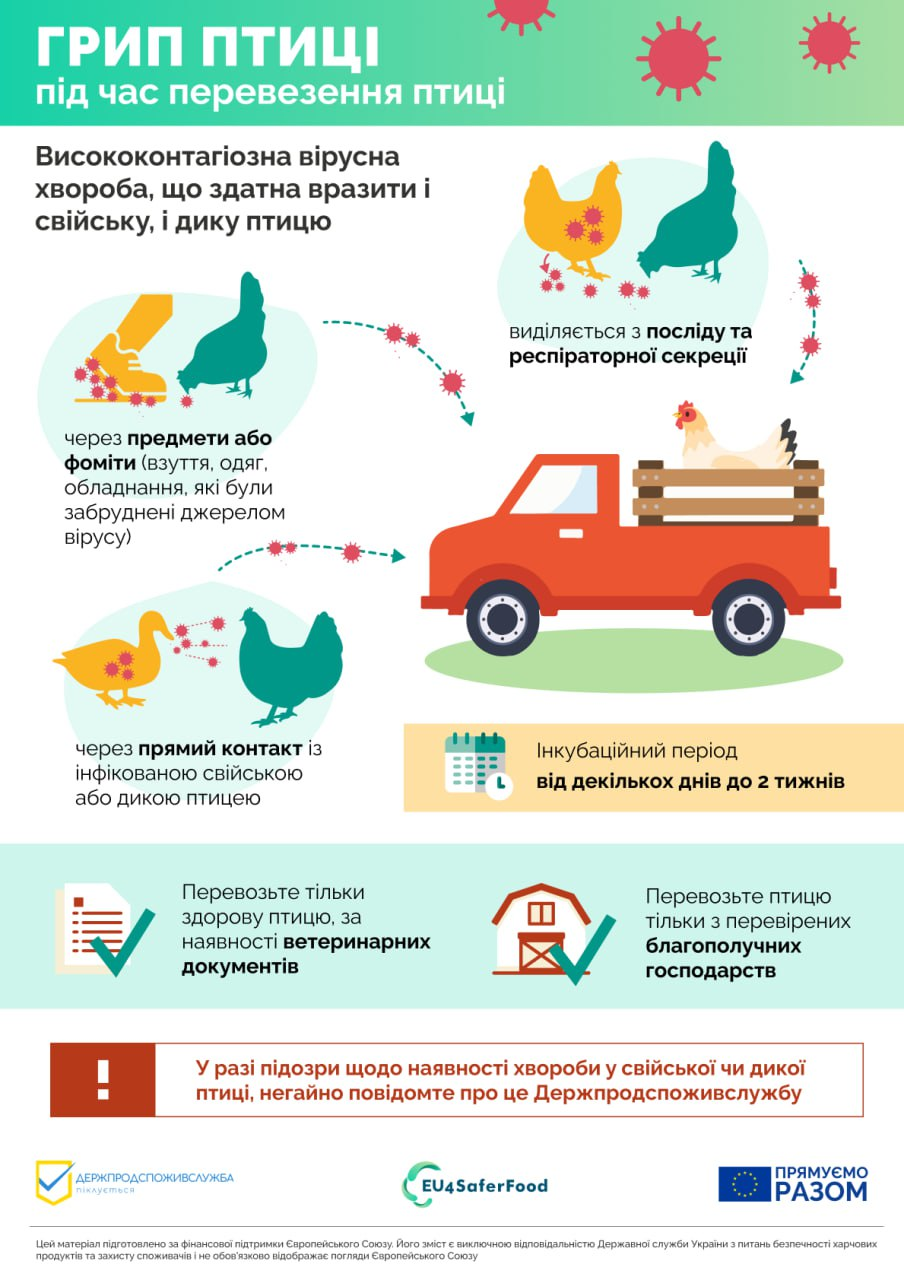 ГРИП ПТИЦІ
під час перевезення птиці
Висококонтагіозна вірусна
хвороба, що здатна вразити і
свійську, і дику птицю
виділяється з посліду та
респіраторної секреції
через предмети або
фоміти (взуття, одяг,
обладнання, які були
забруднені джерелом
вірусу)
через прямий контакт із
інфікованою свійською
або дикою птицею
Інкубаційний період
від декількох днів до 2 тижнів
Перевозьте тільки
здорову птицю, за
наявності ветеринарних
документів
Перевозьте птицю
тільки з перевірених
благополучних
господарств
!
У разі підозри щодо наявності хвороби у свійської чи дикої
птиці, негайно повідомте про це Держпродспоживслужбу
ДЕРЖПРОДСПОЖИВСЛУЖБА
піклується
EU4SaferFood
ПРЯМУЄМО
РАЗОМ
Цей матеріал підготовлено за фінансової підтримки Європейського Союзу. Його зміст є виключною відповідальністю Державної служби України з питань безпечності харчових
продуктів та захисту споживачів і не обов'язково відображає погляди Європейського Союзу